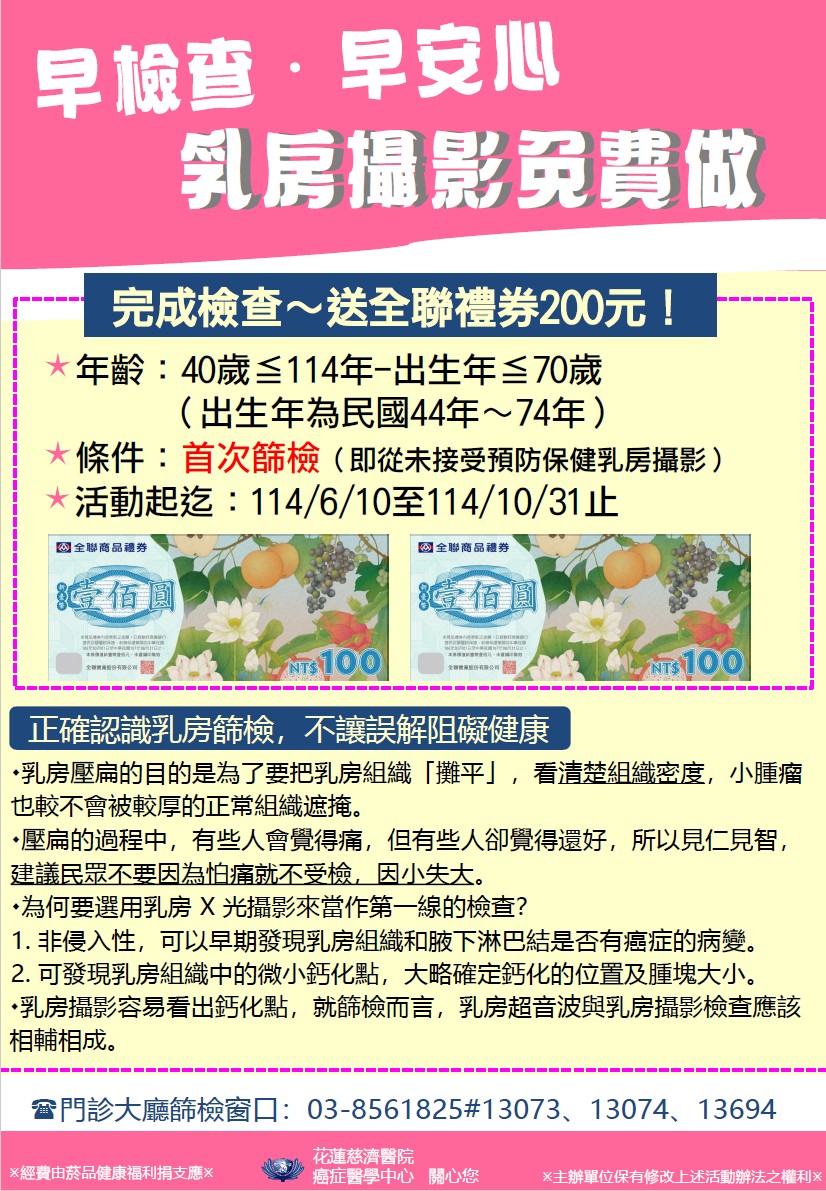 早檢查·早安心
乳房攝影免費做
完成檢查～送全聯禮券200元！
★年齡：40歲≦114年-出生年≦70歲
（出生年為民國44年～74年）
★條件：首次篩檢（即從未接受預防保健乳房攝影）
★活動起迄：114/6/10至114/10/31止
全聯商品禮券
壹佰圓
全聯實業股份有限公司
NT$100
全聯商品禮券
壹佰圓
全聯實業股份有限公司
NT$100
正確認識乳房篩檢，不讓誤解阻礙健康
•乳房壓扁的目的是為了要把乳房組織「攤平」，看清楚組織密度，小腫瘤
也較不會被較厚的正常組織遮掩。
•壓扁的過程中，有些人會覺得痛，但有些人卻覺得還好，所以見仁見智，
建議民眾不要因為怕痛就不受檢，因小失大。
•為何要選用乳房 X 光攝影來當作第一線的檢查?
1. 非侵入性，可以早期發現乳房組織和腋下淋巴結是否有癌症的病變。
2. 可發現乳房組織中的微小鈣化點，大略確定鈣化的位置及腫塊大小。
•乳房攝影容易看出鈣化點，就篩檢而言，乳房超音波與乳房攝影檢查應該
相輔相成。
☎門診大廳篩檢窗口：03-8561825#13073、13074、13694
※經費由菸品健康福利捐支應※
花蓮慈濟醫院
癌症醫學中心 關心您
※主辦單位保有修改上述活動辦法之權利※